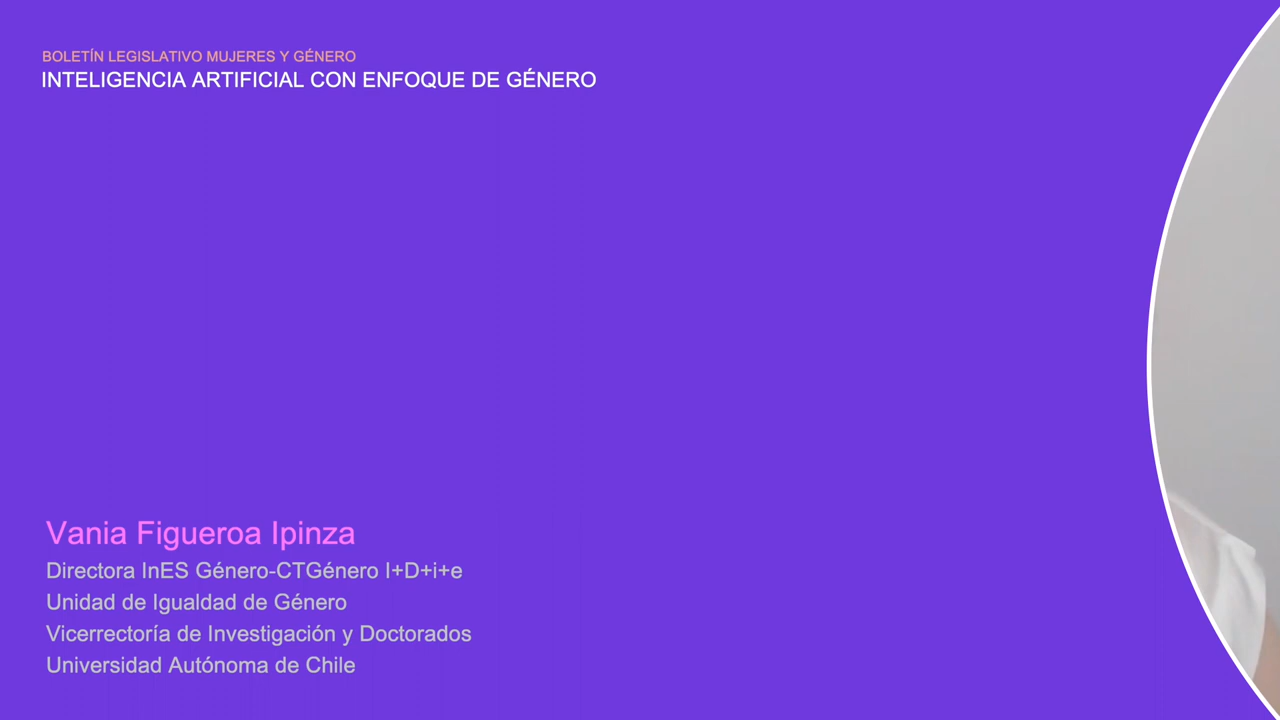 BOLETÍN LEGISLATIVO MUJERES Y GÉNERO
INTELIGENCIA ARTIFICIAL CON ENFOQUE DE GÉNERO
Vania Figueroa Ipinza
Directora InES Género-CTGénero I+D+i+e
Unidad de Igualdad de Género
Vicerrectoría de Investigación y Doctorados
Universidad Autónoma de Chile